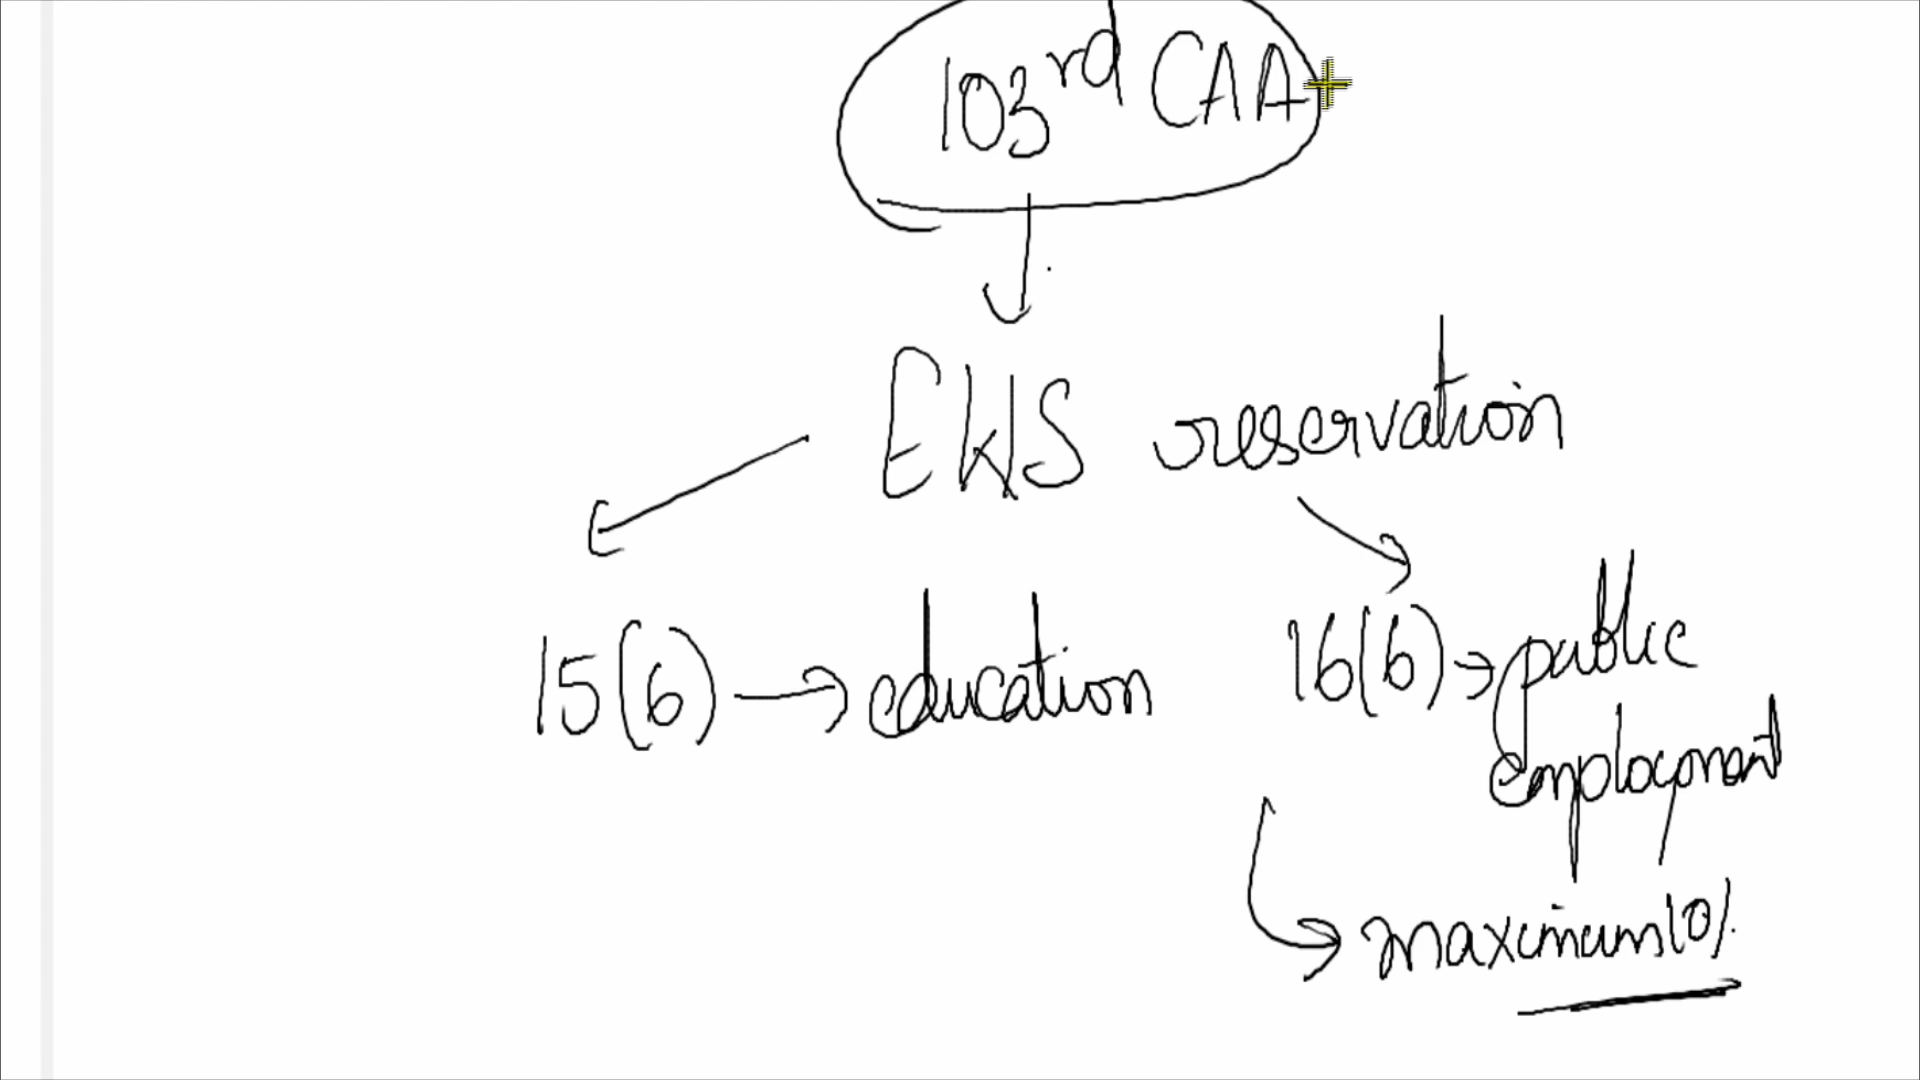 103rd CAA
EWS reservation
15(6) → education
16(6) → public
employment
→ maximum 10%